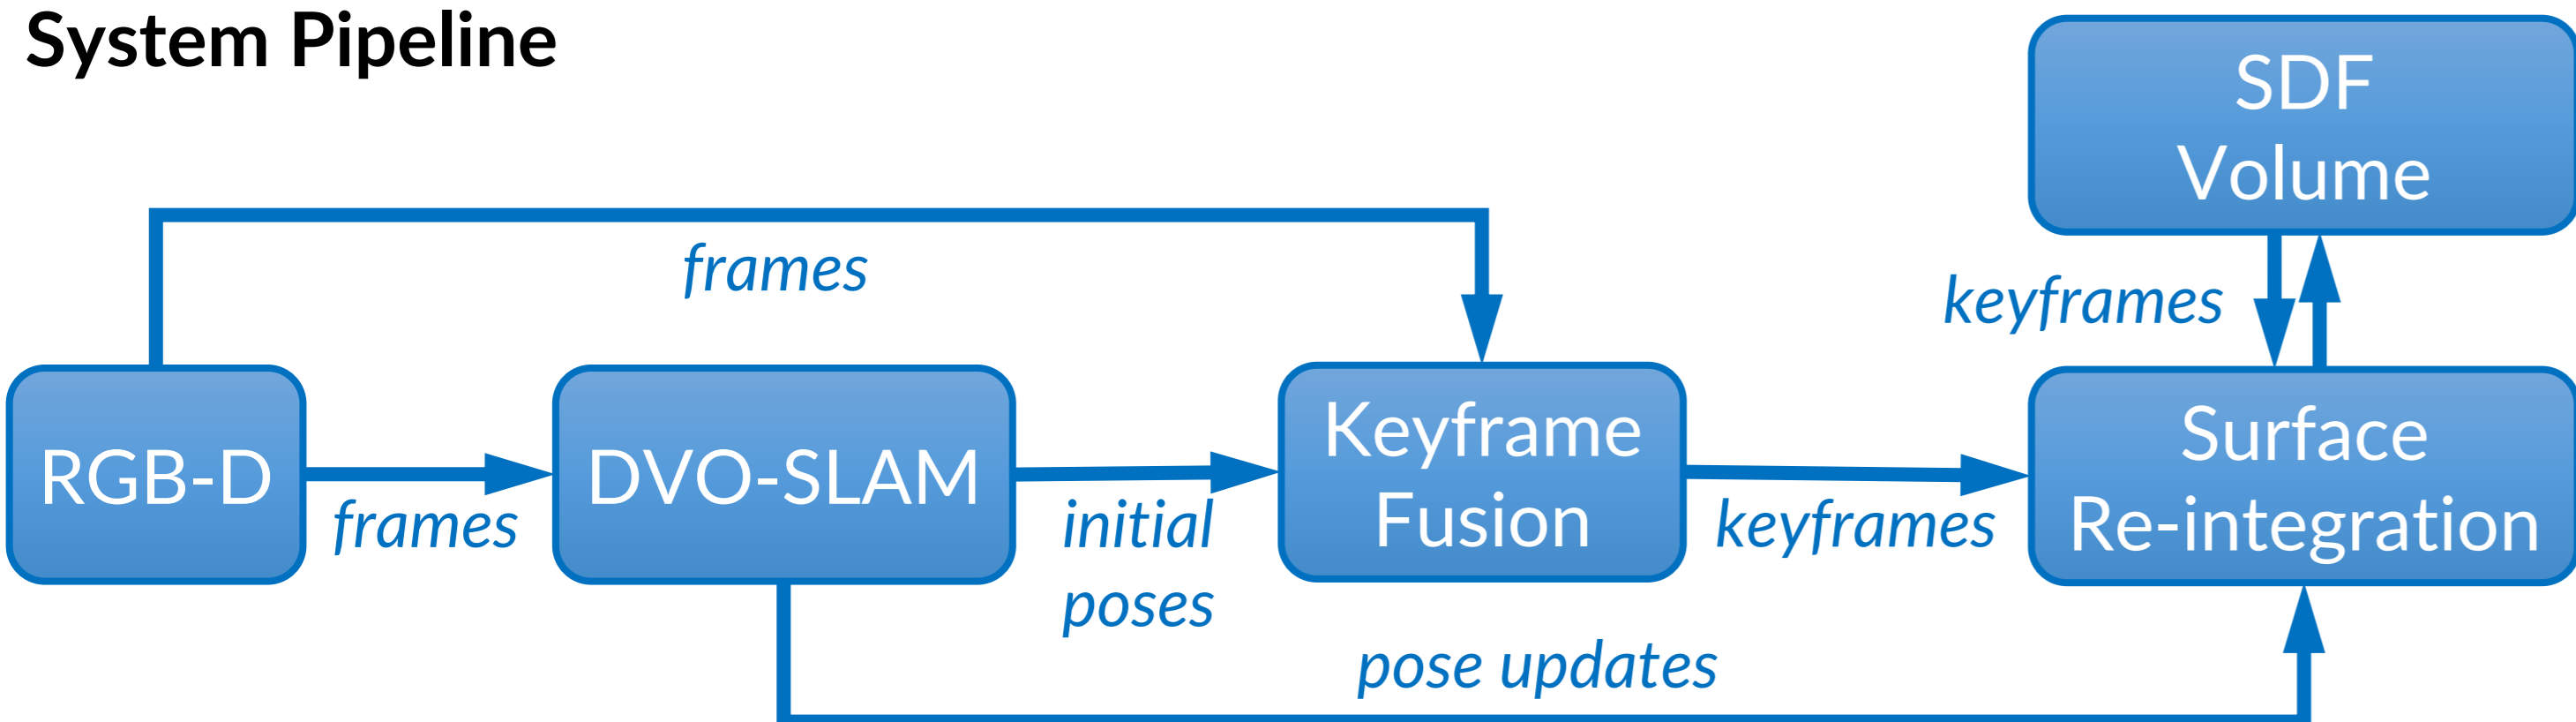 System Pipeline
SDF
Volume
frames
keyframes
RGB-D
frames
DVO-SLAM
initial
poses
Keyframe
Fusion
keyframes
Surface
Re-integration
pose updates